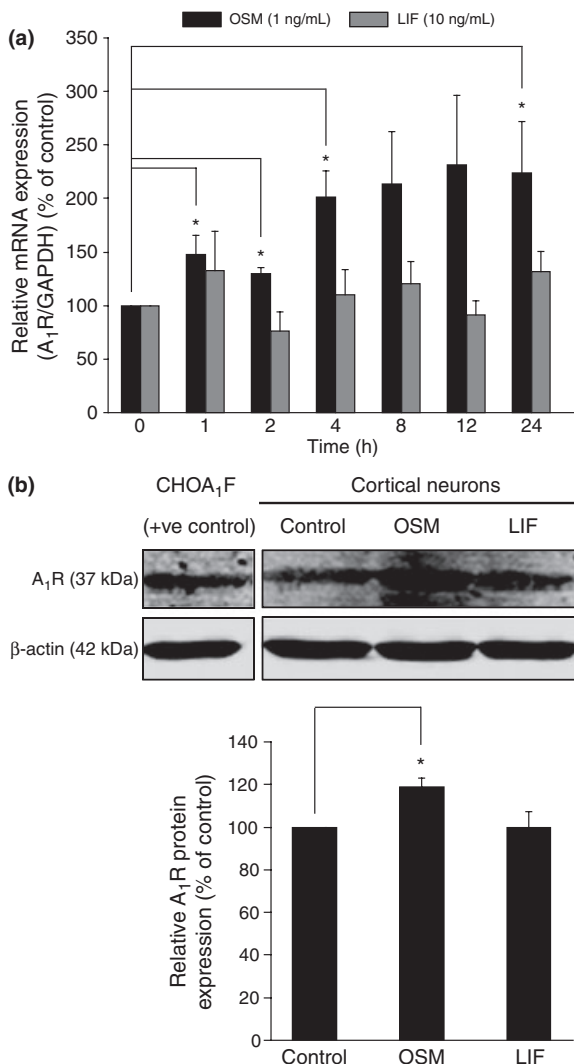 OSM (1 ng/mL) LIF (10 ng/mL)
(a)
Relative mRNA expression
(A₁R/GAPDH) (% of control)
350
300
250
200
150
100
50
0
*
*
*
*
0 1 2 4 8 12 24
Time (h)
(b)
CHOA₁F Cortical neurons
(+ve control) Control OSM LIF
A₁R (37 kDa)
β-actin (42 kDa)
Relative A₁R protein
expression (% of control)
140
120
100
80
60
40
20
0
*
Control OSM LIF